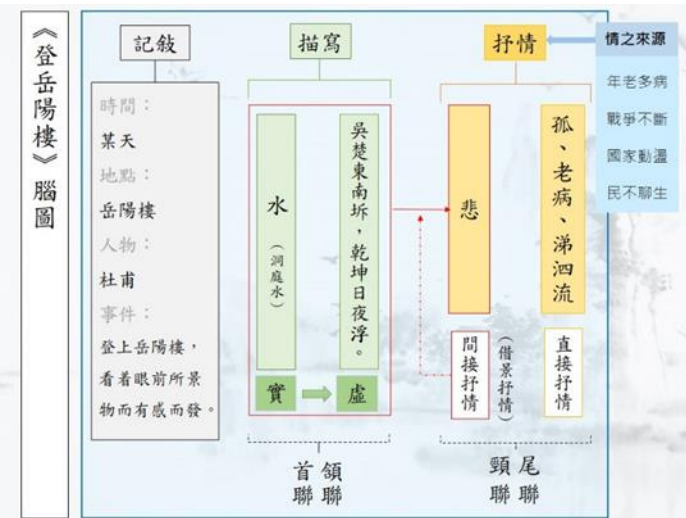 《登岳陽樓》腦圖
記敍
時間：
某天
地點：
岳陽樓
人物：
杜甫
事件：
登上岳陽樓，
看着眼前所景
物而有感而發。
描寫
水（洞庭水）
吳楚東南坼，乾坤日夜浮。
實
虛
首聯
領聯
抒情
悲
孤、老病、涕泗流
間接抒情
（借景抒情）
直接抒情
頸聯
尾聯
情之來源
年老多病
戰爭不斷
國家動盪
民不聊生